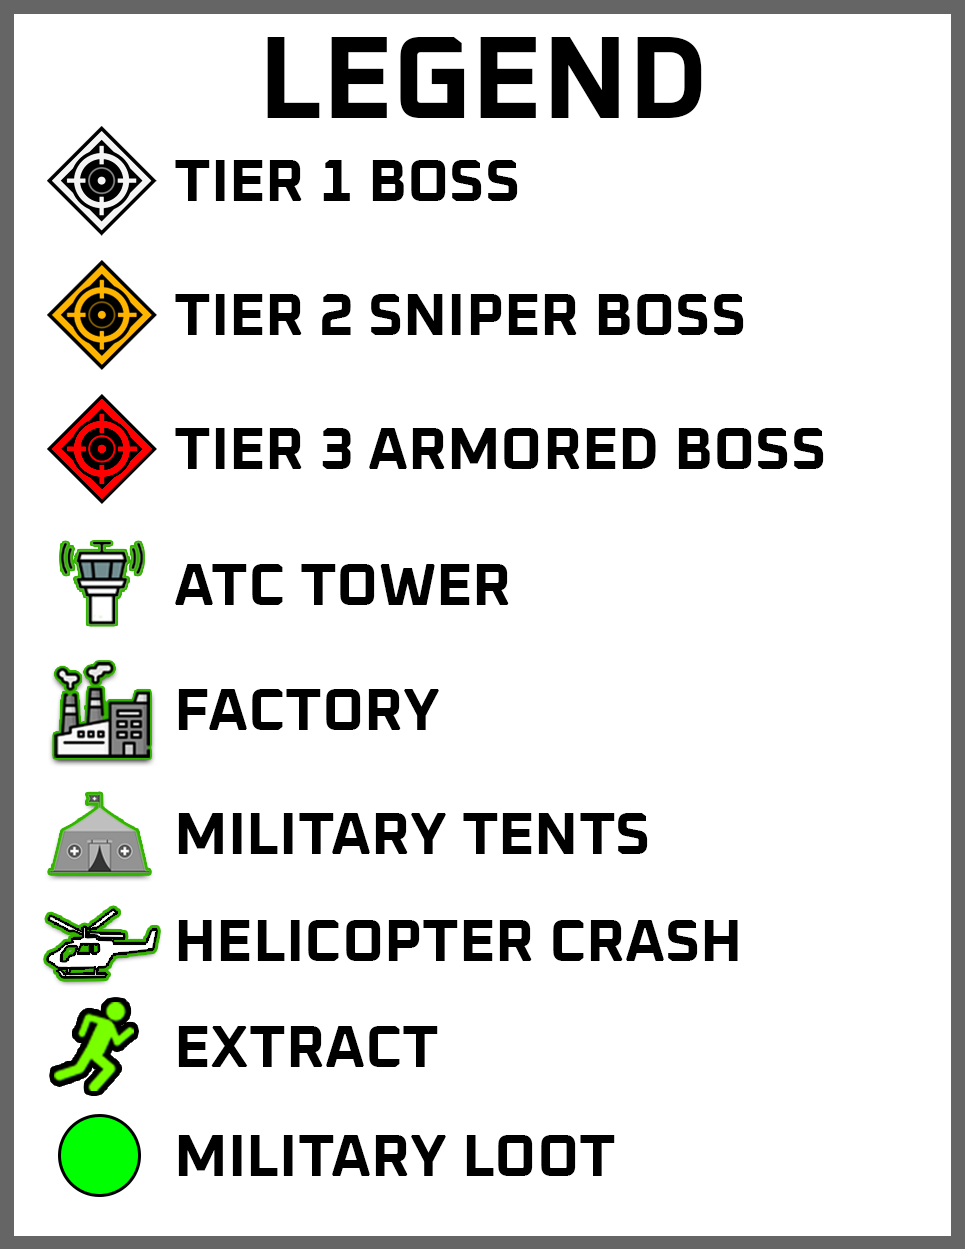 LEGEND
TIER 1 BOSS
TIER 2 SNIPER BOSS
TIER 3 ARMORED BOSS
ATC TOWER
FACTORY
MILITARY TENTS
HELICOPTER CRASH
EXTRACT
MILITARY LOOT